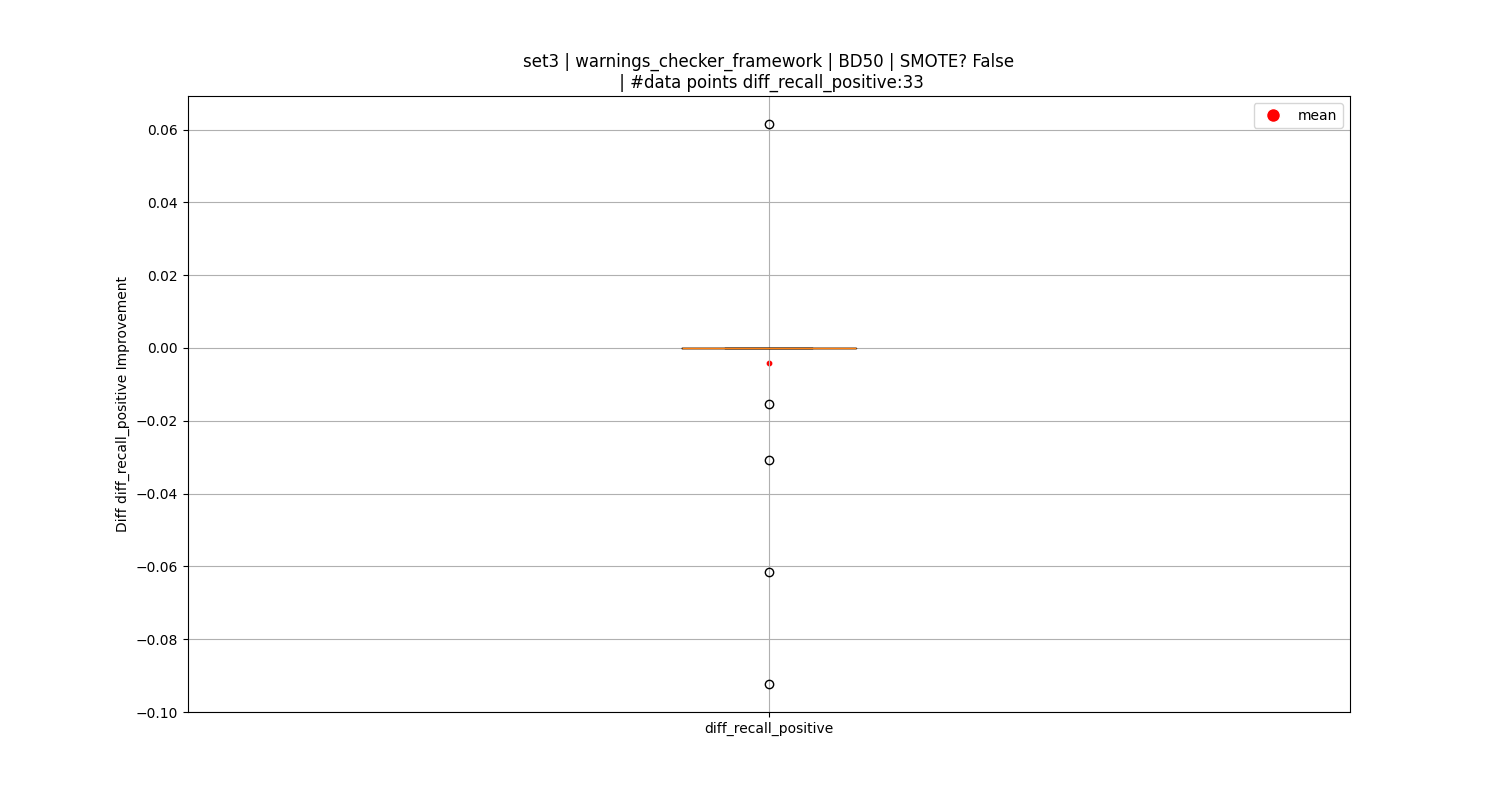 set3 | warnings_checker_framework | BD50 | SMOTE? False
| #data points diff_recall_positive:33
mean
0.06
0.04
0.02
0.00
−0.02
−0.04
−0.06
−0.08
−0.10
Diff diff_recall_positive Improvement
diff_recall_positive